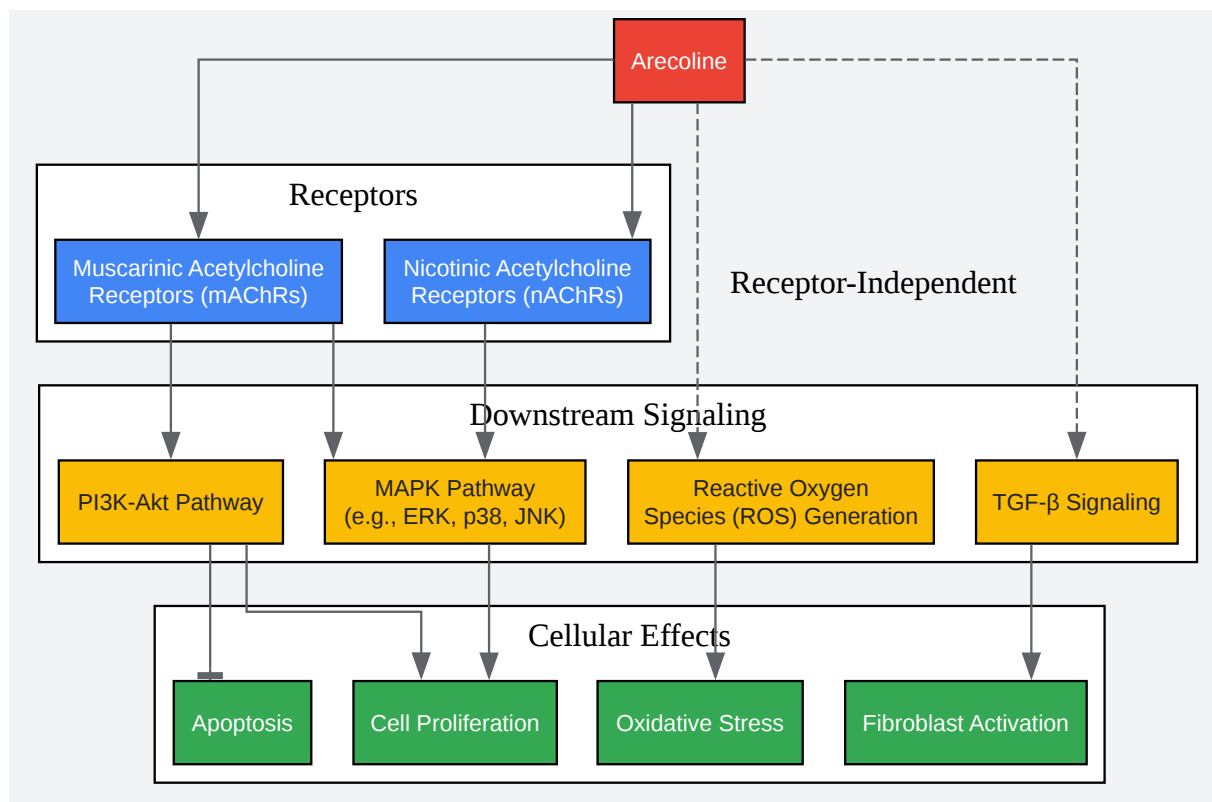 Arecoline
Receptors
Muscarinic Acetylcholine
Receptors (mAChRs)
Nicotinic Acetylcholine
Receptors (nAChRs)
Receptor-Independent
Downstream Signaling
PI3K-Akt Pathway
MAPK Pathway
(e.g., ERK, p38, JNK)
Reactive Oxygen
Species (ROS) Generation
TGF-β Signaling
Cellular Effects
Apoptosis
Cell Proliferation
Oxidative Stress
Fibroblast Activation